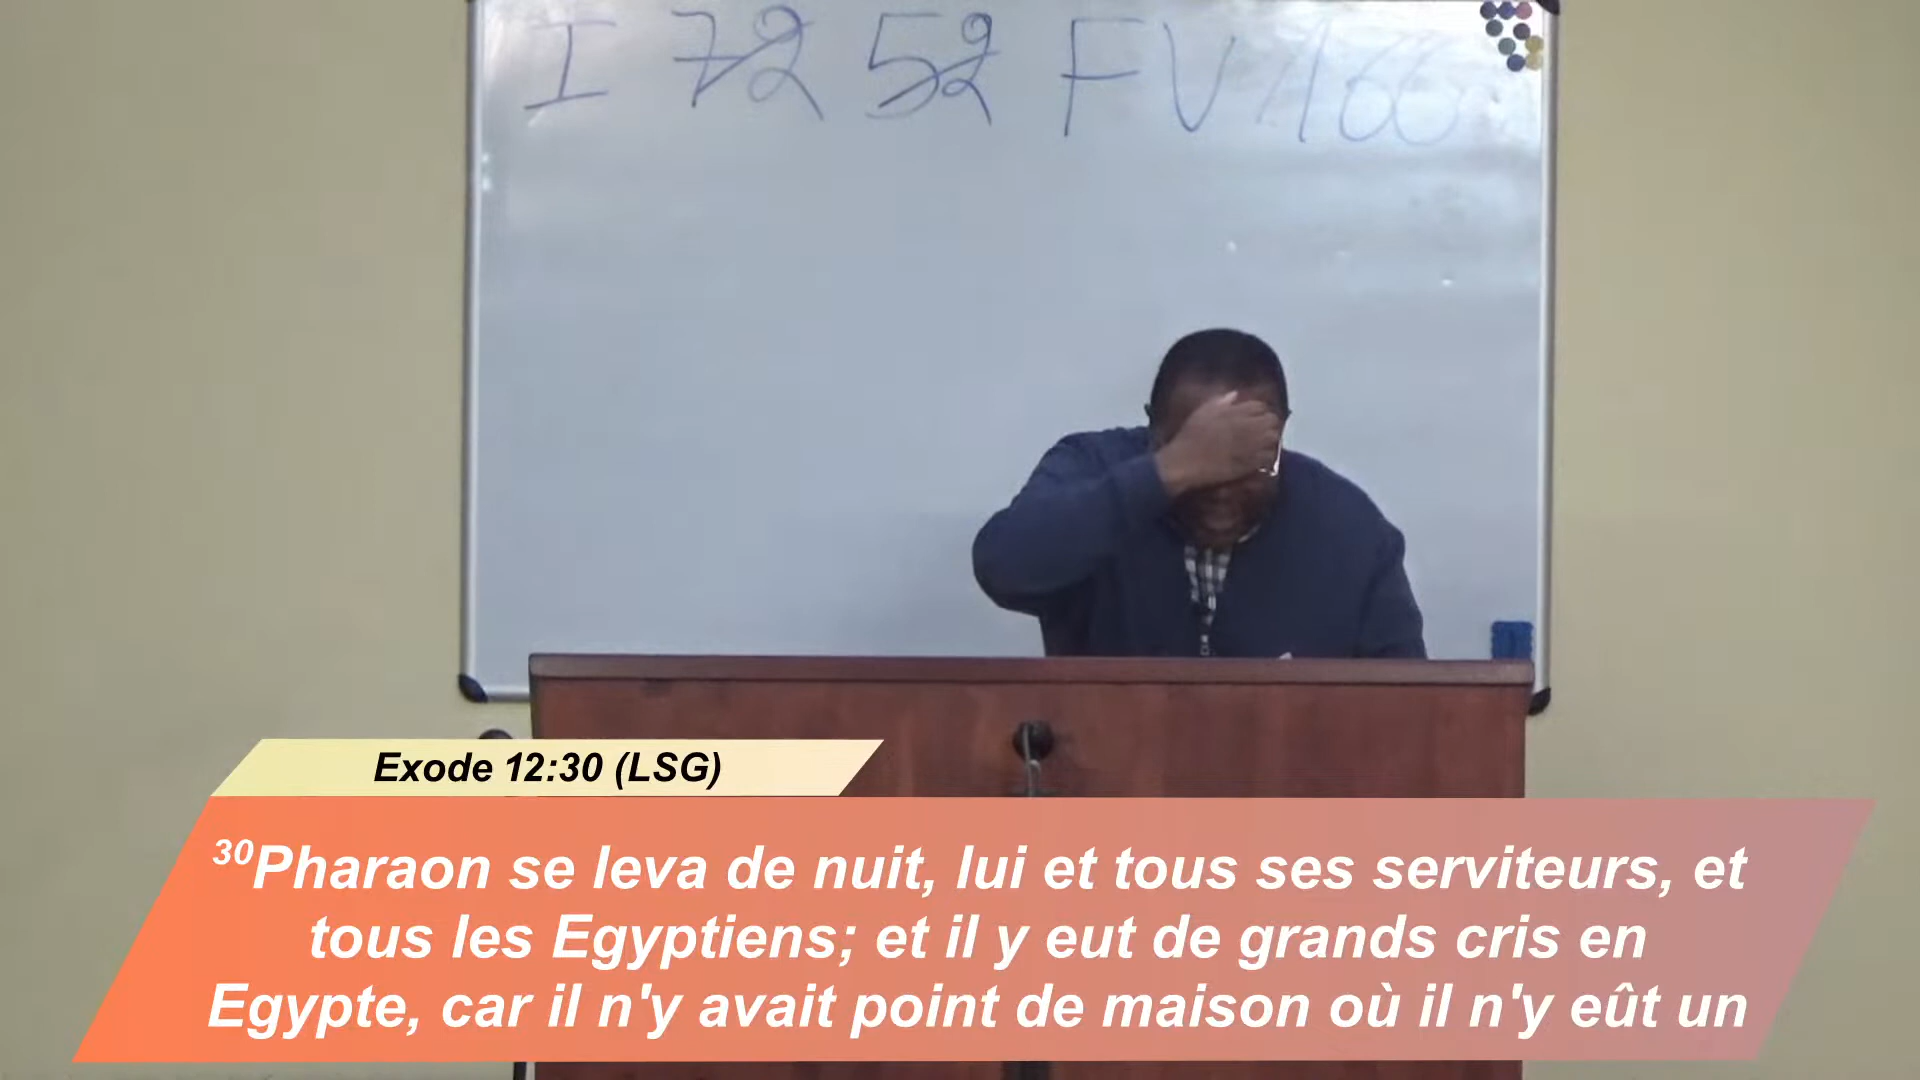 I 72 52 FV 166
Exode 12:30 (LSG)
30Pharaon se leva de nuit, lui et tous ses serviteurs, et
tous les Egyptiens; et il y eut de grands cris en
Egypte, car il n'y avait point de maison où il n'y eût un